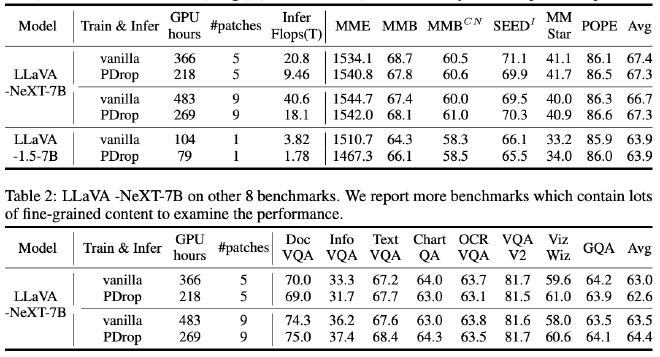 Model Train & Infer GPU hours #patches Infer Flops(T) MME MMB MMB^CN SEED^I MM Star POPE Avg
LLaVA -NeXT-7B vanilla 366 5 20.8 1534.1 68.7 60.5 71.1 41.1 86.1 67.4
PDrop 218 5 9.46 1540.8 67.8 60.6 69.9 41.7 86.5 67.3
vanilla 483 9 40.6 1544.7 67.4 60.0 69.5 40.0 86.3 66.7
PDrop 269 9 18.1 1542.0 68.1 61.0 70.3 40.9 86.6 67.3
LLaVA -1.5-7B vanilla 104 1 3.82 1510.7 64.3 58.3 66.1 33.2 85.9 63.9
PDrop 79 1 1.78 1467.3 66.1 58.5 65.5 34.0 86.0 63.9
Table 2: LLaVA -NeXT-7B on other 8 benchmarks. We report more benchmarks which contain lots
of fine-grained content to examine the performance.
Model Train & Infer GPU hours #patches Doc VQA Info VQA Text VQA Chart QA OCR VQA VQA V2 Viz Wiz GQA Avg
LLaVA -NeXT-7B vanilla 366 5 70.0 33.3 67.2 64.0 63.7 81.7 59.6 64.2 63.0
PDrop 218 5 69.0 31.7 67.7 63.0 63.1 81.5 61.0 63.9 62.6
vanilla 483 9 74.3 36.2 67.6 63.0 63.8 81.6 58.0 63.5 63.5
PDrop 269 9 75.0 37.4 68.4 64.3 63.5 81.7 60.6 64.1 64.4